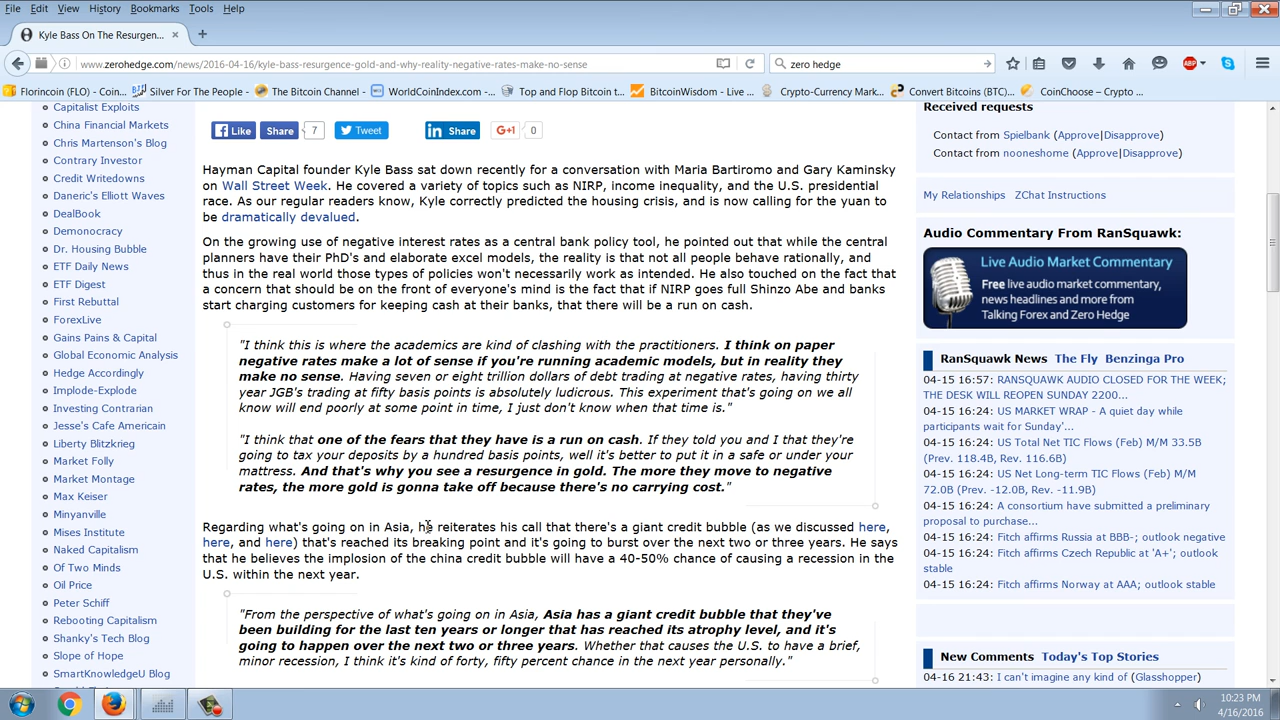 File Edit View History Bookmarks Tools Help
Kyle Bass On The Resurgen...
www.zerohedge.com/news/2016-04-16/kyle-bass-resurgence-gold-and-why-reality-negative-rates-make-no-sense
zero hedge
Florincoin (FLO) - Coin... Silver For The People - The Bitcoin Channel - WorldCoinIndex.com - Top and Flop Bitcoin t... BitcoinWisdom - Live ... Crypto-Currency Mark... Convert Bitcoins (BTC)... CoinChoose – Crypto ...
Capitalist Exploits
China Financial Markets
Chris Martenson's Blog
Contrary Investor
Credit Writedowns
Daneric's Elliott Waves
DealBook
Demonocracy
Dr. Housing Bubble
ETF Daily News
ETF Digest
First Rebuttal
ForexLive
Gains Pains & Capital
Global Economic Analysis
Hedge Accordingly
Implode-Explode
Investing Contrarian
Jesse's Cafe Americain
Liberty Blitzkrieg
Market Folly
Market Montage
Max Keiser
Minyanville
Mises Institute
Naked Capitalism
Of Two Minds
Oil Price
Peter Schiff
Rebooting Capitalism
Shanky's Tech Blog
Slope of Hope
SmartKnowledgeU Blog
Like Share 7 Tweet Share G+1 0
Hayman Capital founder Kyle Bass sat down recently for a conversation with Maria Bartiromo and Gary Kaminsky
on Wall Street Week. He covered a variety of topics such as NIRP, income inequality, and the U.S. presidential
race. As our regular readers know, Kyle correctly predicted the housing crisis, and is now calling for the yuan to
be dramatically devalued.
On the growing use of negative interest rates as a central bank policy tool, he pointed out that while the central
planners have their PhD's and elaborate excel models, the reality is that not all people behave rationally, and
thus in the real world those types of policies won't necessarily work as intended. He also touched on the fact that
a concern that should be on the front of everyone's mind is the fact that if NIRP goes full Shinzo Abe and banks
start charging customers for keeping cash at their banks, that there will be a run on cash.
"I think this is where the academics are kind of clashing with the practitioners. I think on paper
negative rates make a lot of sense if you're running academic models, but in reality they
make no sense. Having seven or eight trillion dollars of debt trading at negative rates, having thirty
year JGB's trading at fifty basis points is absolutely ludicrous. This experiment that's going on we all
know will end poorly at some point in time, I just don't know when that time is."
"I think that one of the fears that they have is a run on cash. If they told you and I that they're
going to tax your deposits by a hundred basis points, well it's better to put it in a safe or under your
mattress. And that's why you see a resurgence in gold. The more they move to negative
rates, the more gold is gonna take off because there's no carrying cost."
Regarding what's going on in Asia, he reiterates his call that there's a giant credit bubble (as we discussed here,
here, and here) that's reached its breaking point and it's going to burst over the next two or three years. He says
that he believes the implosion of the china credit bubble will have a 40-50% chance of causing a recession in the
U.S. within the next year.
"From the perspective of what's going on in Asia, Asia has a giant credit bubble that they've
been building for the last ten years or longer that has reached its atrophy level, and it's
going to happen over the next two or three years. Whether that causes the U.S. to have a brief,
minor recession, I think it's kind of forty, fifty percent chance in the next year personally."
Received requests
Contact from Spielbank (Approve|Disapprove)
Contact from nooneshome (Approve|Disapprove)
My Relationships ZChat Instructions
Audio Commentary From RanSquawk:
Live Audio Market Commentary
Free live audio market commentary,
news headlines and more from
Talking Forex and Zero Hedge
RanSquawk News The Fly Benzinga Pro
04-15 16:57: RANSQUAWK AUDIO CLOSED FOR THE WEEK;
THE DESK WILL REOPEN SUNDAY 2200...
04-15 16:24: US MARKET WRAP - A quiet day while
participants wait for Sunday'...
04-15 16:24: US Total Net TIC Flows (Feb) M/M 33.5B
(Prev. 118.4B, Rev. 116.6B)
04-15 16:24: US Net Long-term TIC Flows (Feb) M/M
72.0B (Prev. -12.0B, Rev. -11.9B)
04-15 16:24: A consortium have submitted a preliminary
proposal to purchase...
04-15 16:24: Fitch affirms Russia at BBB-; outlook negative
04-15 16:24: Fitch affirms Czech Republic at 'A+'; outlook
stable
04-15 16:24: Fitch affirms Norway at AAA; outlook stable
New Comments Today's Top Stories
04-16 21:43: I can't imagine any kind of (Glasshopper)
10:23 PM
4/16/2016